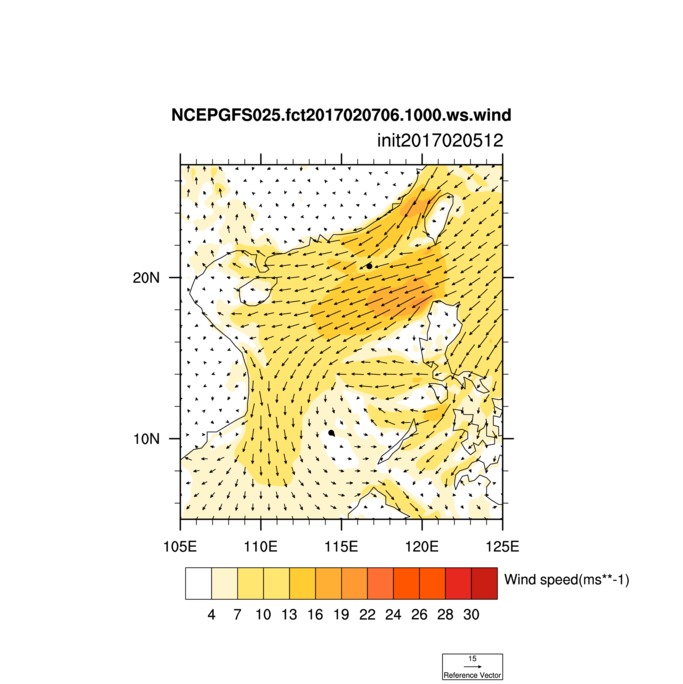 NCEPGFS025.fct2017020706.1000.ws.wind
init2017020512
20N
10N
105E 110E 115E 120E 125E
Wind speed(ms**-1)
4 7 10 13 16 19 22 24 26 28 30
15
Reference Vector